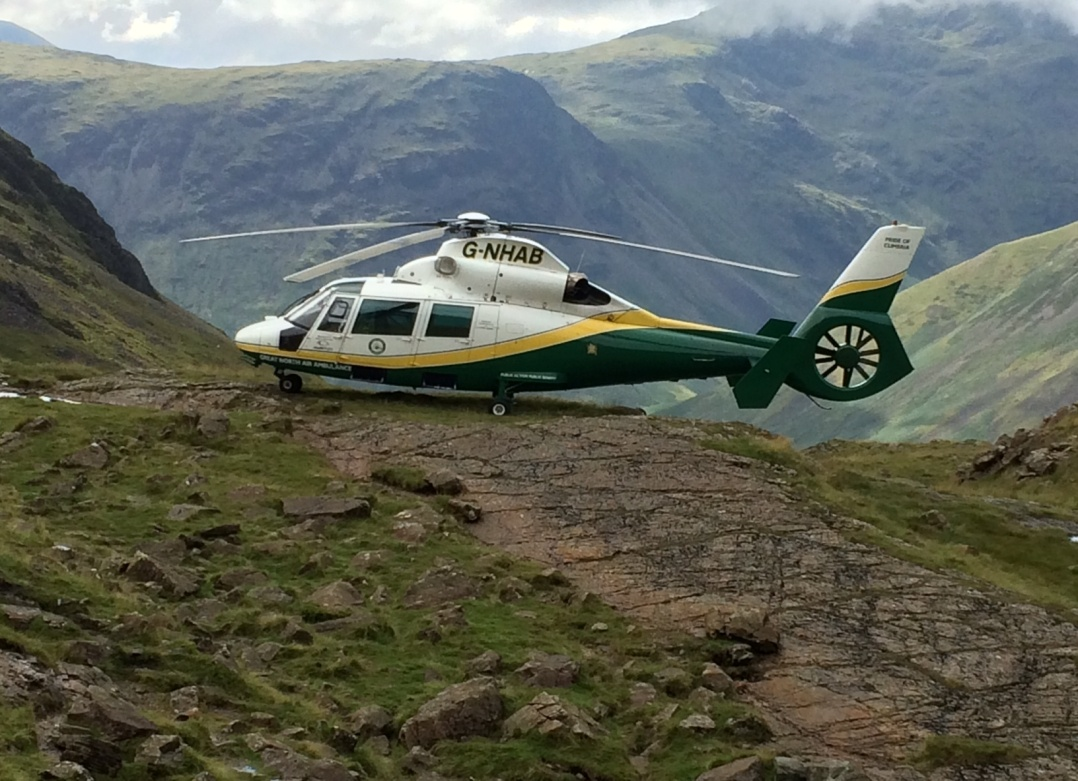 G-NHAB
PRIDE OF
CUMBRIA
GREAT NORTH AIR AMBULANCE